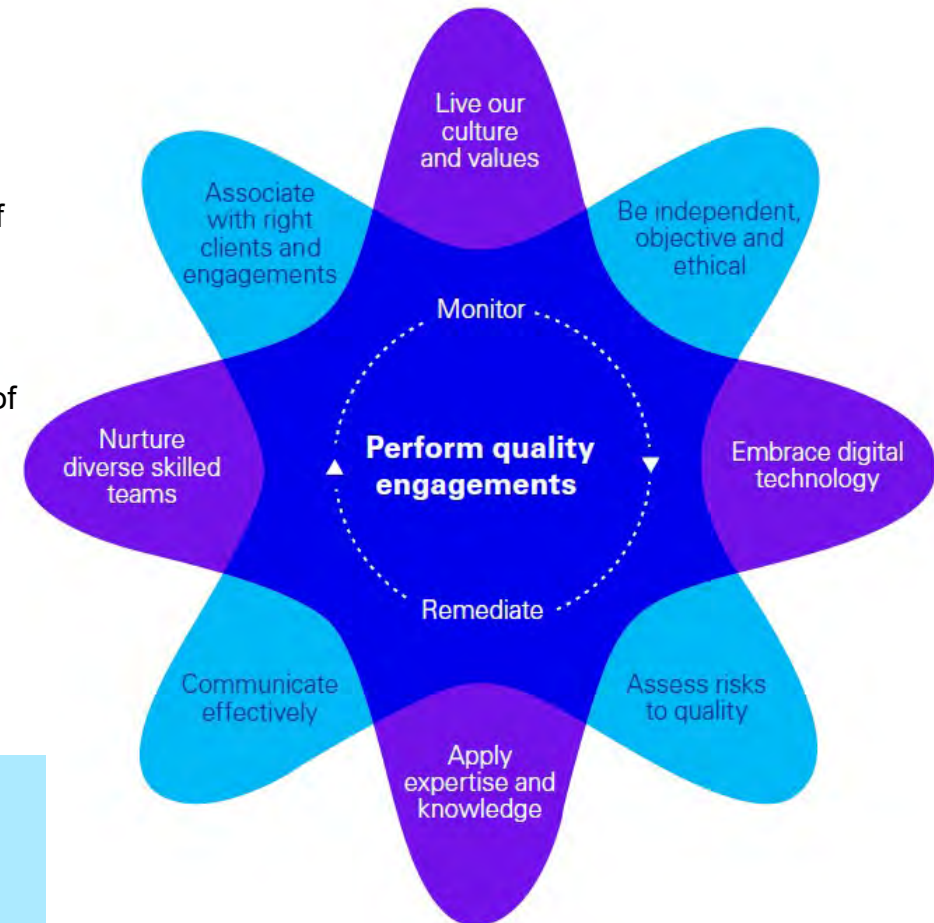 f
of
Live our
culture
and values
Be independent,
objective and
ethical
Embrace digital
technology
Assess risks
to quality
Apply
expertise and
knowledge
Communicate
effectively
Nurture
diverse skilled
teams
Associate
with right
clients and
engagements
Monitor
Perform quality
engagements
Remediate